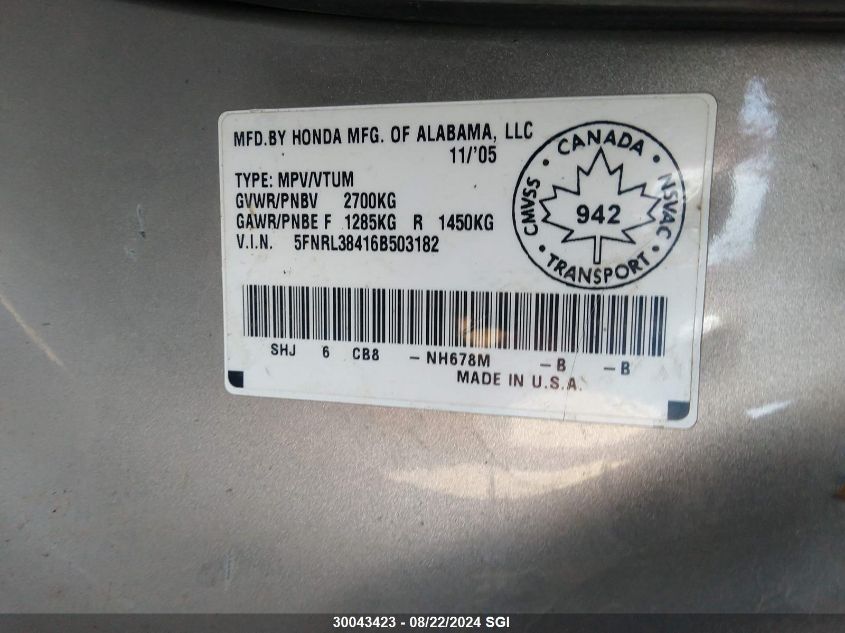 MFD.BY HONDA MFG. OF ALABAMA, LLC
11/'05
TYPE: MPV/VTUM
GVWR/PNBV 2700KG
GAWR/PNBE F 1285KG R 1450KG
V.I.N. 5FNRL38416B503182
CMVSS • CANADA • NSVAC • TRANSPORT •
942
SHJ 6 CB8 - NH678M - B - B
MADE IN U.S.A.
30043423 - 08/22/2024 SGI